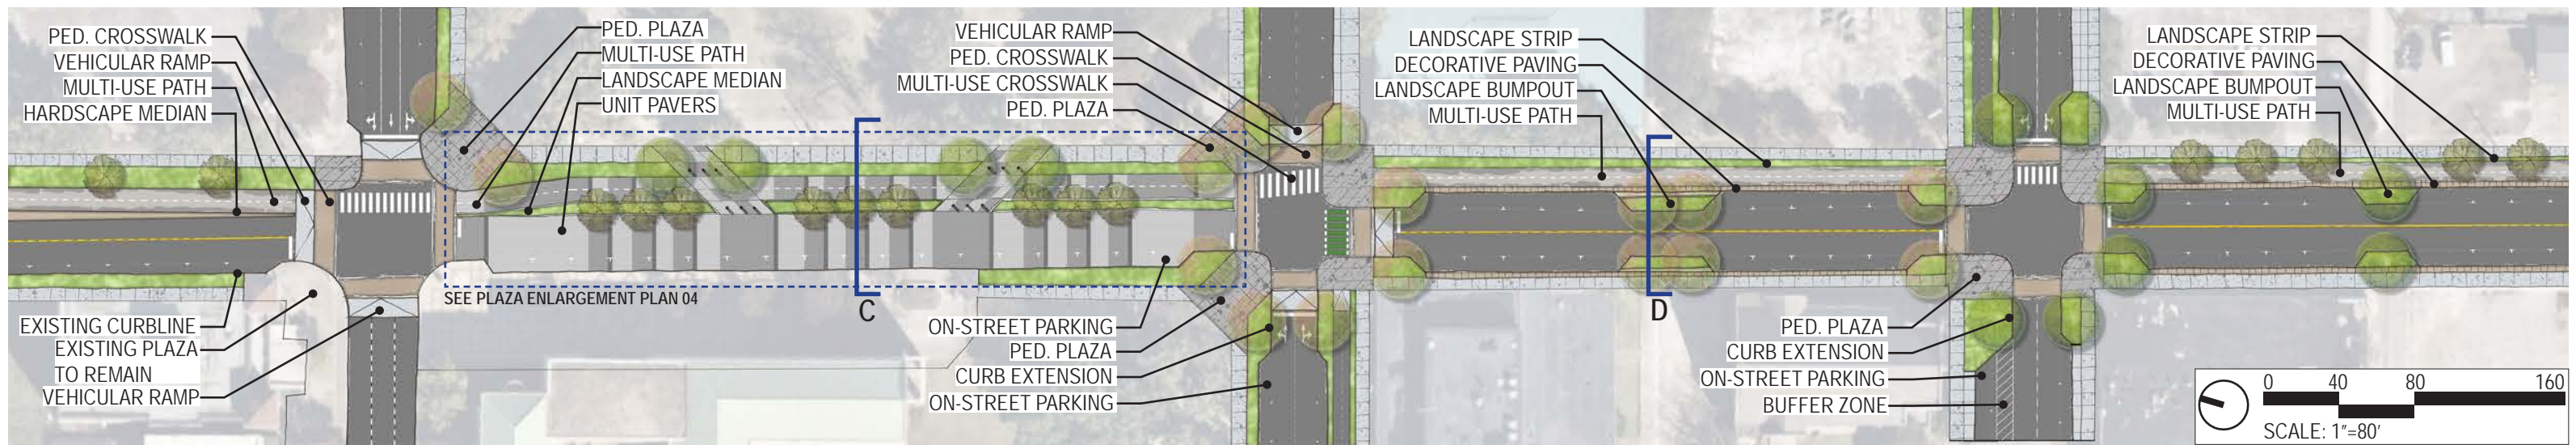 PED. CROSSWALK
VEHICULAR RAMP
MULTI-USE PATH
HARDSCAPE MEDIAN
PED. PLAZA
MULTI-USE PATH
LANDSCAPE MEDIAN
UNIT PAVERS
VEHICULAR RAMP
PED. CROSSWALK
MULTI-USE CROSSWALK
PED. PLAZA
LANDSCAPE STRIP
DECORATIVE PAVING
LANDSCAPE BUMPOUT
MULTI-USE PATH
LANDSCAPE STRIP
DECORATIVE PAVING
LANDSCAPE BUMPOUT
MULTI-USE PATH
SEE PLAZA ENLARGEMENT PLAN 04
C
D
EXISTING CURBLINE
EXISTING PLAZA
TO REMAIN
VEHICULAR RAMP
ON-STREET PARKING
PED. PLAZA
CURB EXTENSION
ON-STREET PARKING
PED. PLAZA
CURB EXTENSION
ON-STREET PARKING
BUFFER ZONE
0 40 80 160
SCALE: 1"=80'